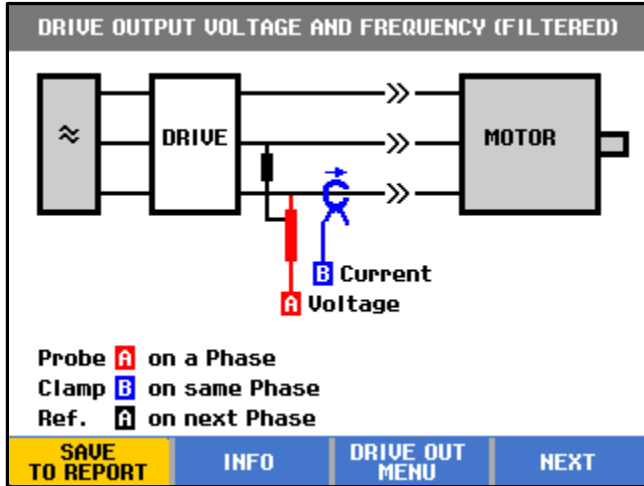 DRIVE OUTPUT VOLTAGE AND FREQUENCY (FILTERED)
DRIVE
MOTOR
B Current
A Voltage
Probe A on a Phase
Clamp B on same Phase
Ref. A on next Phase
SAVE
TO REPORT
INFO
DRIVE OUT
MENU
NEXT